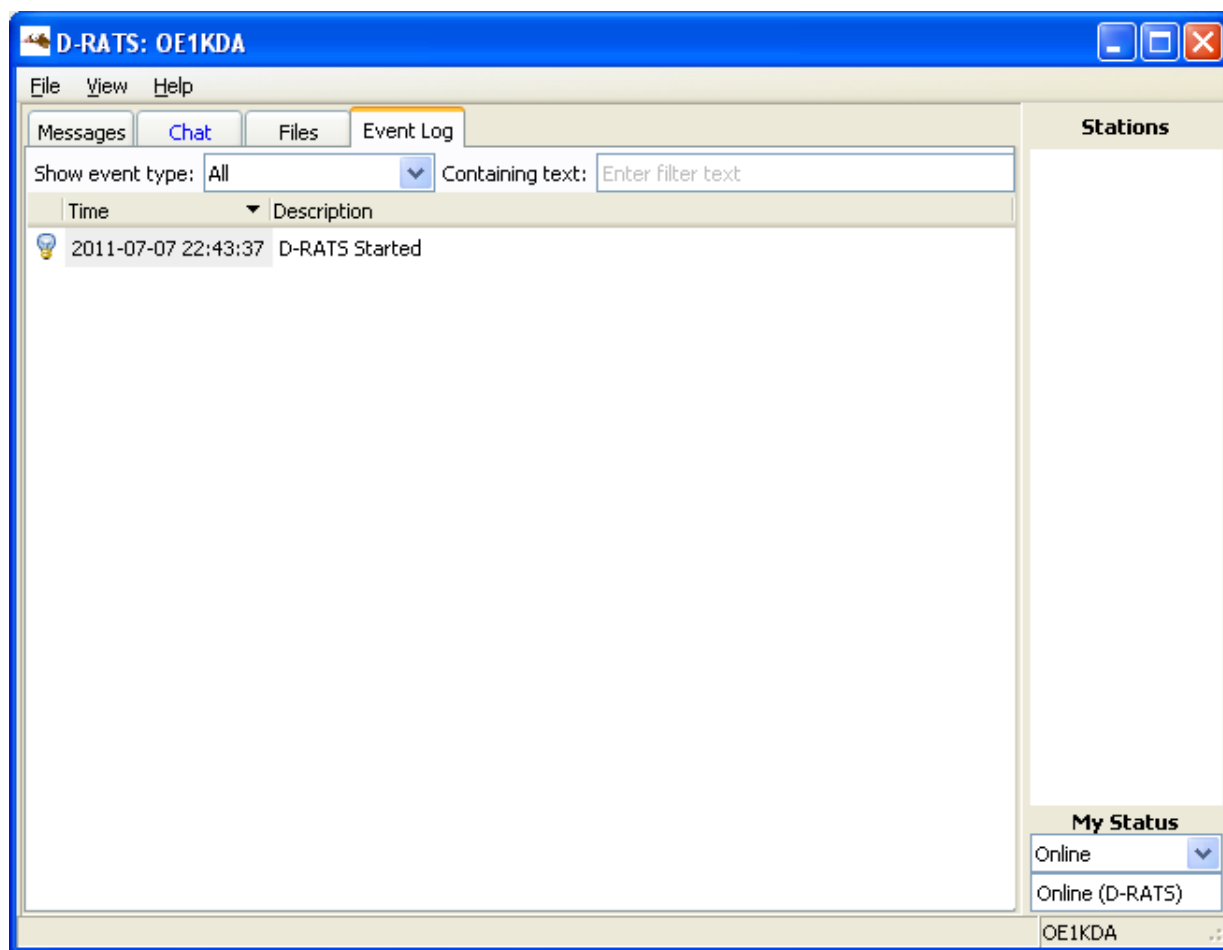 D-RATS: OE1KDA
File View Help
Messages Chat Files Event Log
Stations
Show event type: All Containing text: Enter filter text
Time Description
2011-07-07 22:43:37 D-RATS Started
My Status
Online
Online (D-RATS)
OE1KDA